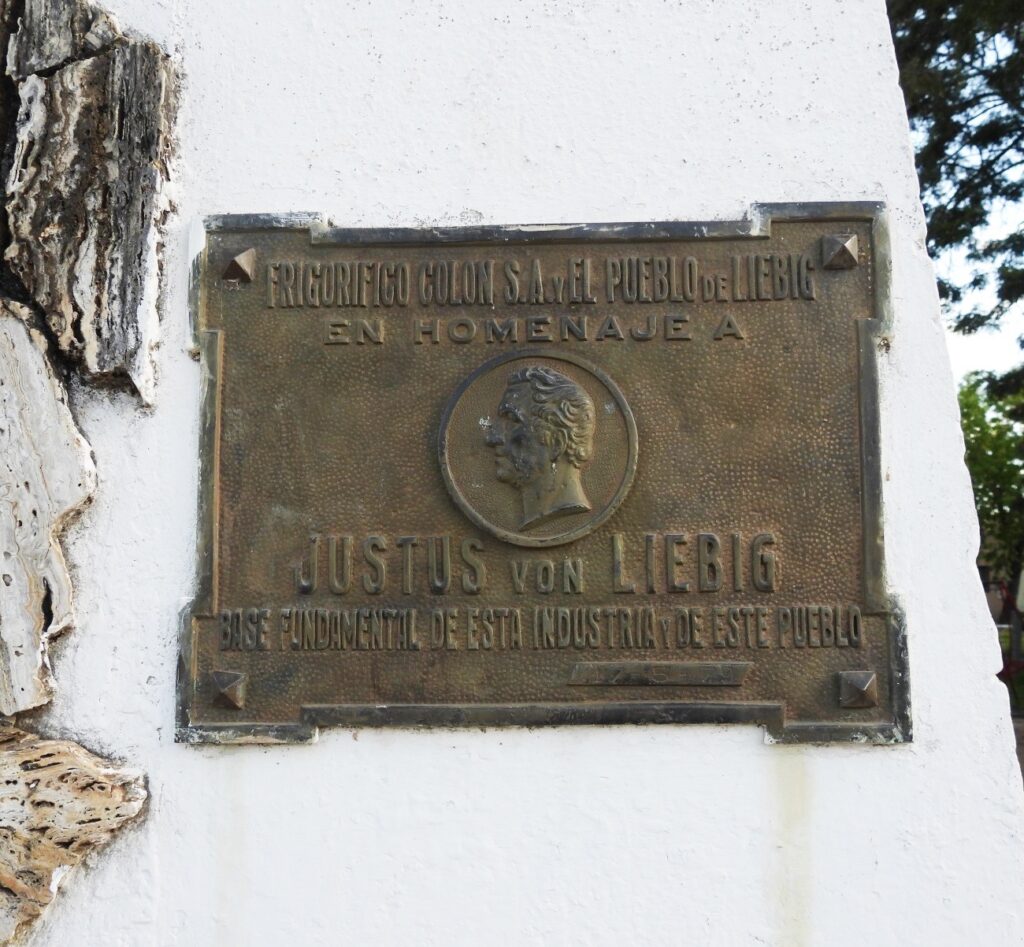 FRIGORIFICO COLON S.A. Y EL PUEBLO DE LIEBIG
EN HOMENAJE A
JUSTUS VON LIEBIG
BASE FUNDAMENTAL DE ESTA INDUSTRIA Y DE ESTE PUEBLO